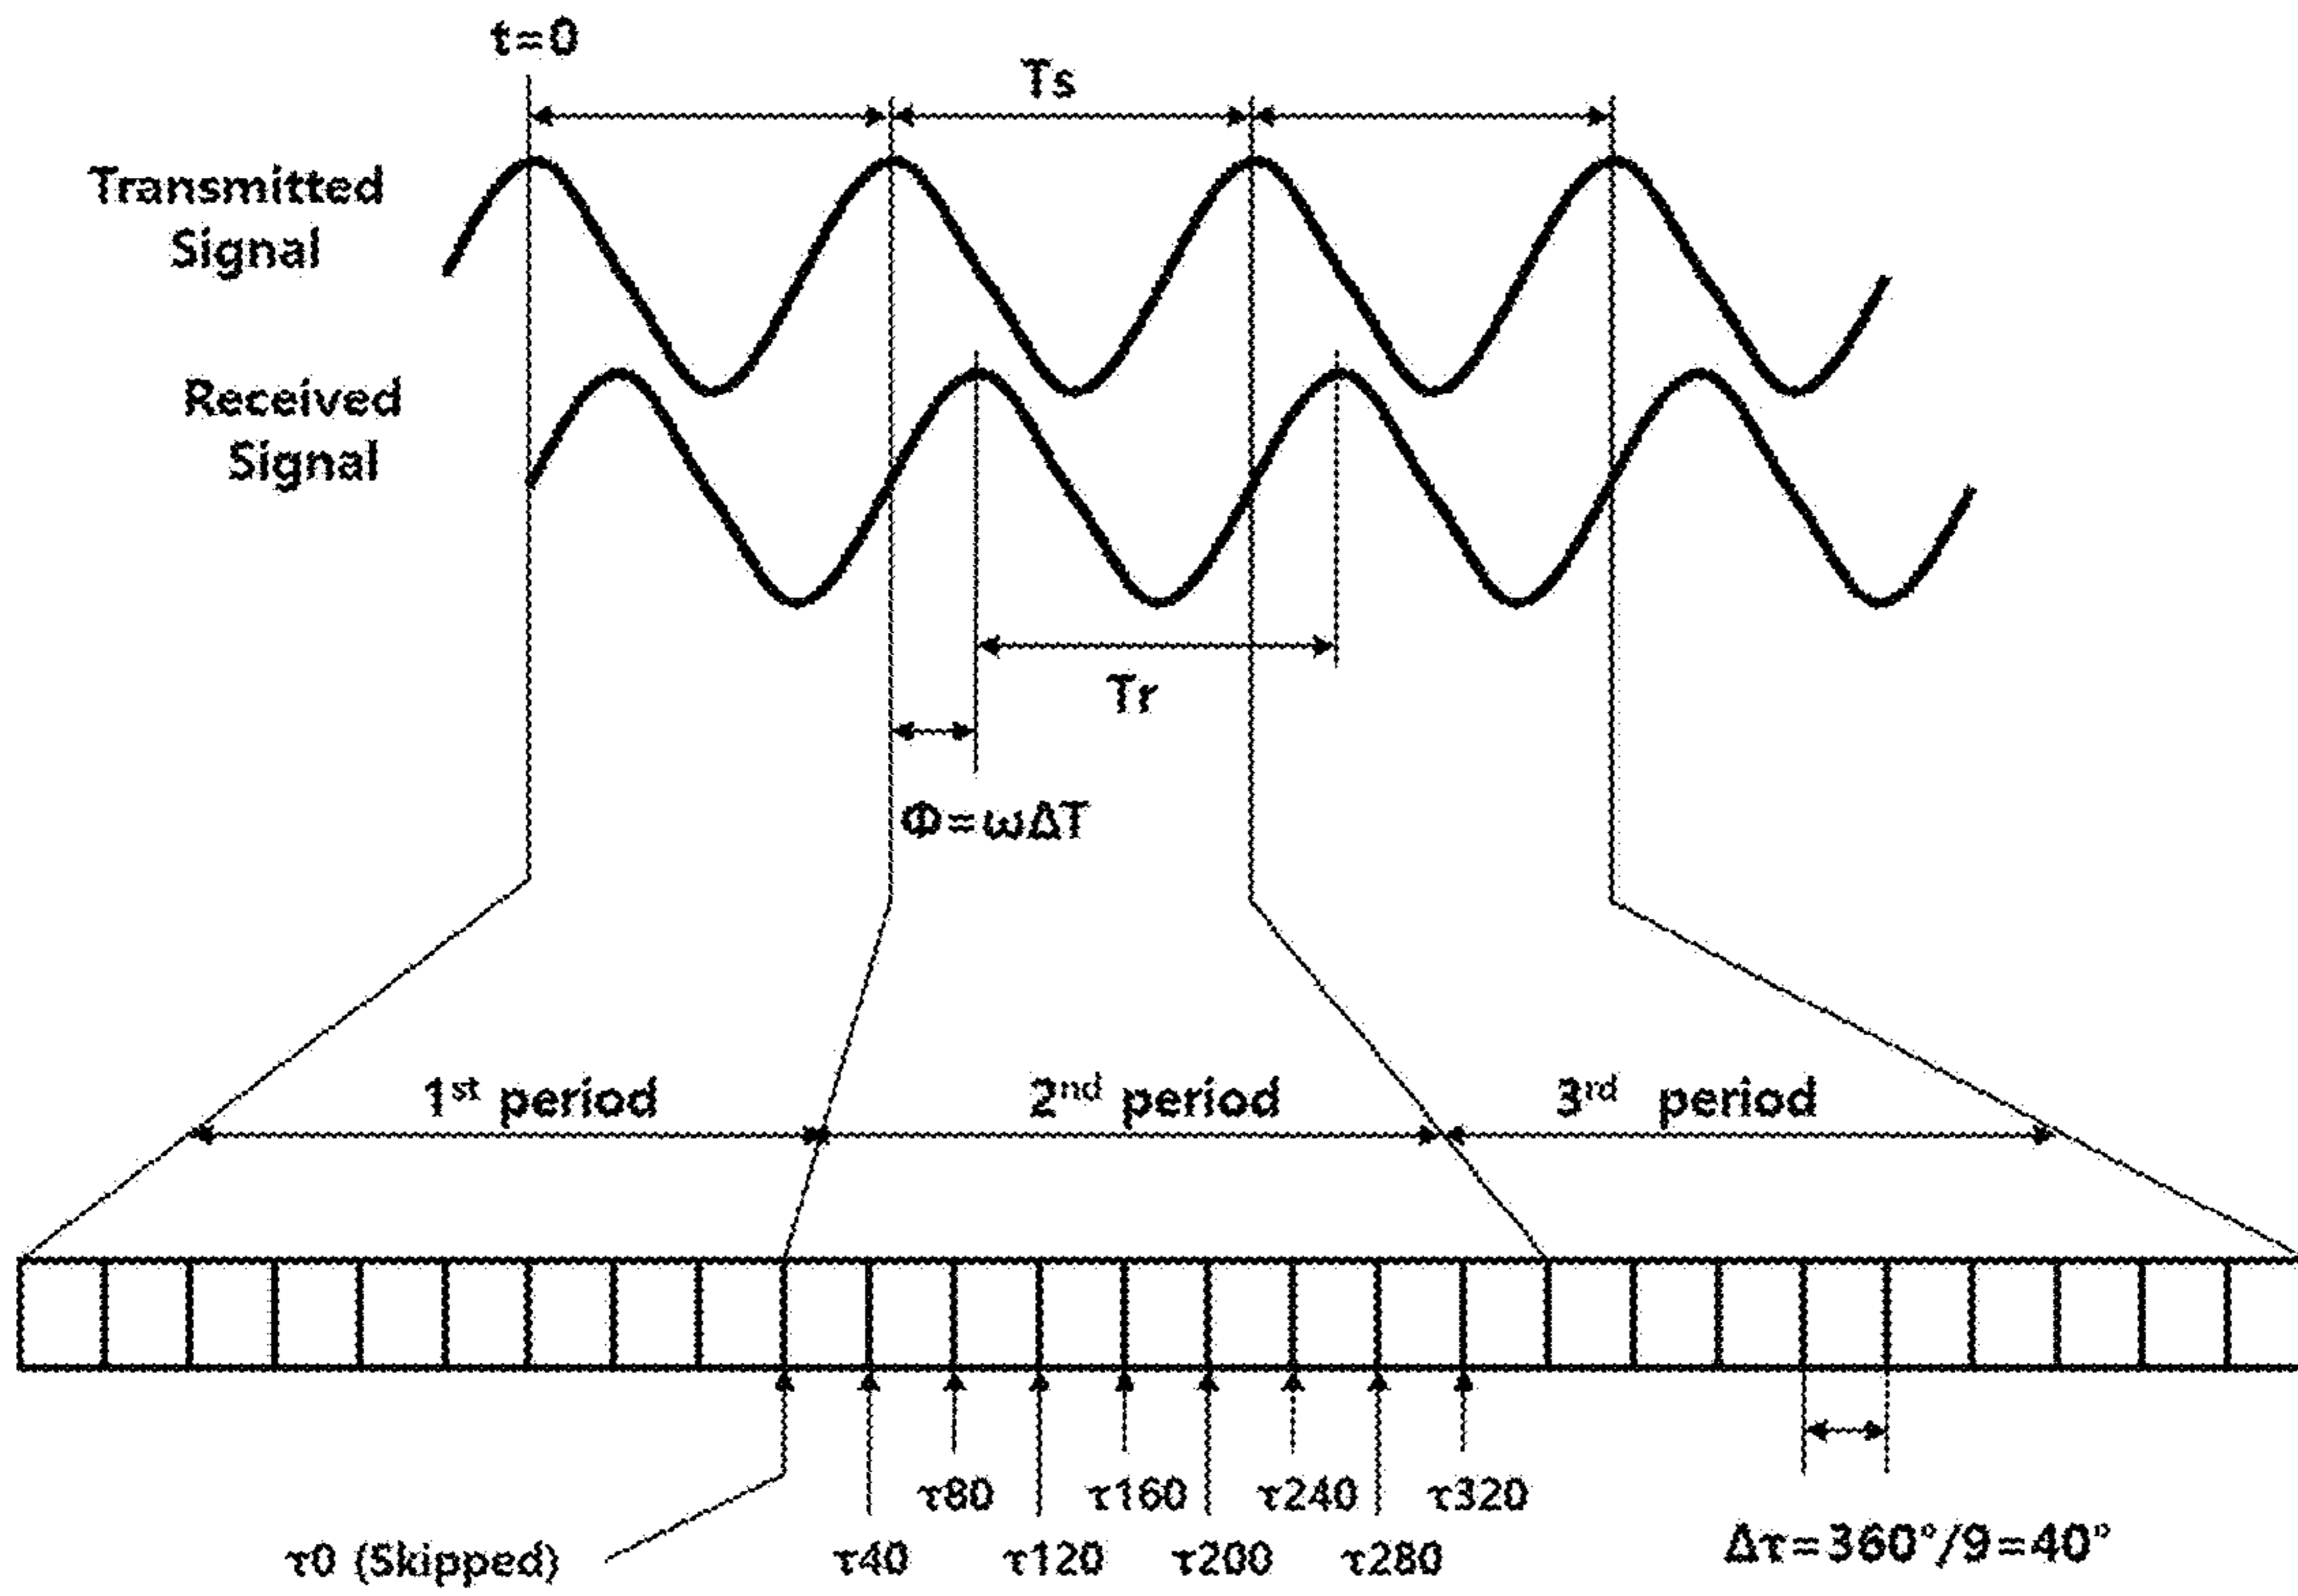 t=0
Ts
Transmitted
Signal
Received
Signal
Tr
Φ=ωΔT
1st period
2nd period
3rd period
τ80
τ160
τ240
τ320
τ0 (Skipped)
τ40
τ120
τ200
τ280
Δτ=360°/9=40°